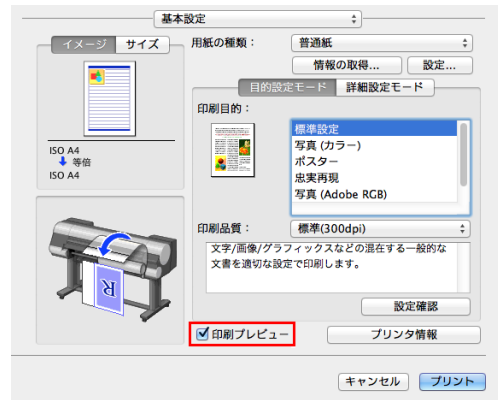 基本設定
イメージ サイズ
用紙の種類： 普通紙
情報の取得... 設定...
目的設定モード 詳細設定モード
印刷目的：
標準設定
写真 (カラー)
ポスター
忠実再現
写真 (Adobe RGB)
ISO A4
等倍
ISO A4
印刷品質： 標準(300dpi)
文字/画像/グラフィックスなどの混在する一般的な
文書を適切な設定で印刷します。
R
設定確認
印刷プレビュー プリンタ情報
キャンセル プリント